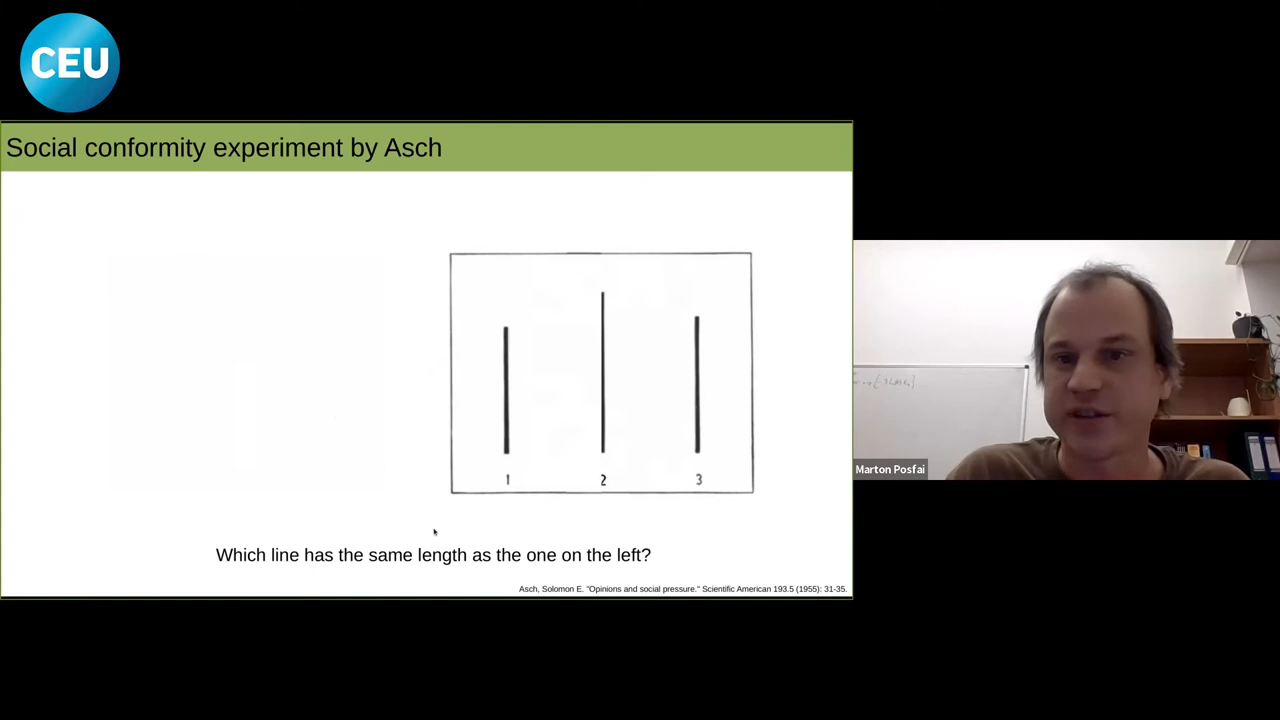 CEU
Social conformity experiment by Asch
1 2 3
Which line has the same length as the one on the left?
Asch, Solomon E. "Opinions and social pressure." Scientific American 193.5 (1955): 31-35.
Marton Posfai